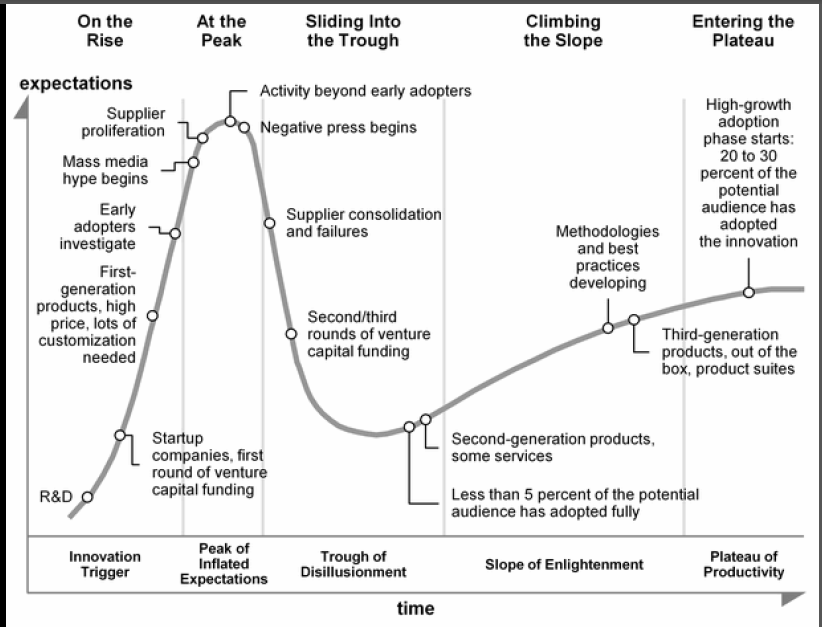 On the
Rise
At the
Peak
Sliding Into
the Trough
Climbing
the Slope
Entering the
Plateau
expectations
Activity beyond early adopters
Supplier
proliferation
Negative press begins
Mass media
hype begins
Early
adopters
investigate
First-
generation
products, high
price, lots of
customization
needed
Startup
companies, first
round of venture
capital funding
R&D
Supplier consolidation
and failures
Second/third
rounds of venture
capital funding
Second-generation products,
some services
Less than 5 percent of the potential
audience has adopted fully
Methodologies
and best
practices
developing
Third-generation
products, out of the
box, product suites
High-growth
adoption
phase starts:
20 to 30
percent of the
potential
audience has
adopted
the innovation
Innovation
Trigger
Peak of
Inflated
Expectations
Trough of
Disillusionment
Slope of Enlightenment
Plateau of
Productivity
time